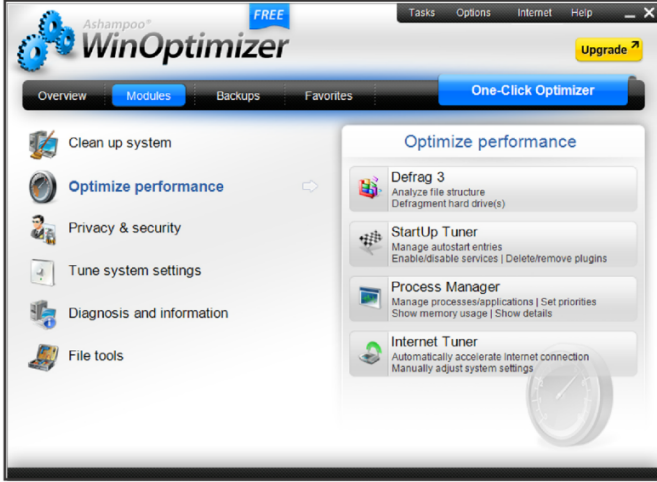 Ashampoo®
WinOptimizer
FREE
Tasks Options Internet Help
Upgrade
Overview Modules Backups Favorites One-Click Optimizer
Clean up system
Optimize performance
Privacy & security
Tune system settings
Diagnosis and information
File tools
Optimize performance
Defrag 3
Analyze file structure
Defragment hard drive(s)
StartUp Tuner
Manage autostart entries
Enable/disable services | Delete/remove plugins
Process Manager
Manage processes/applications | Set priorities
Show memory usage | Show details
Internet Tuner
Automatically accelerate Internet connection
Manually adjust system settings